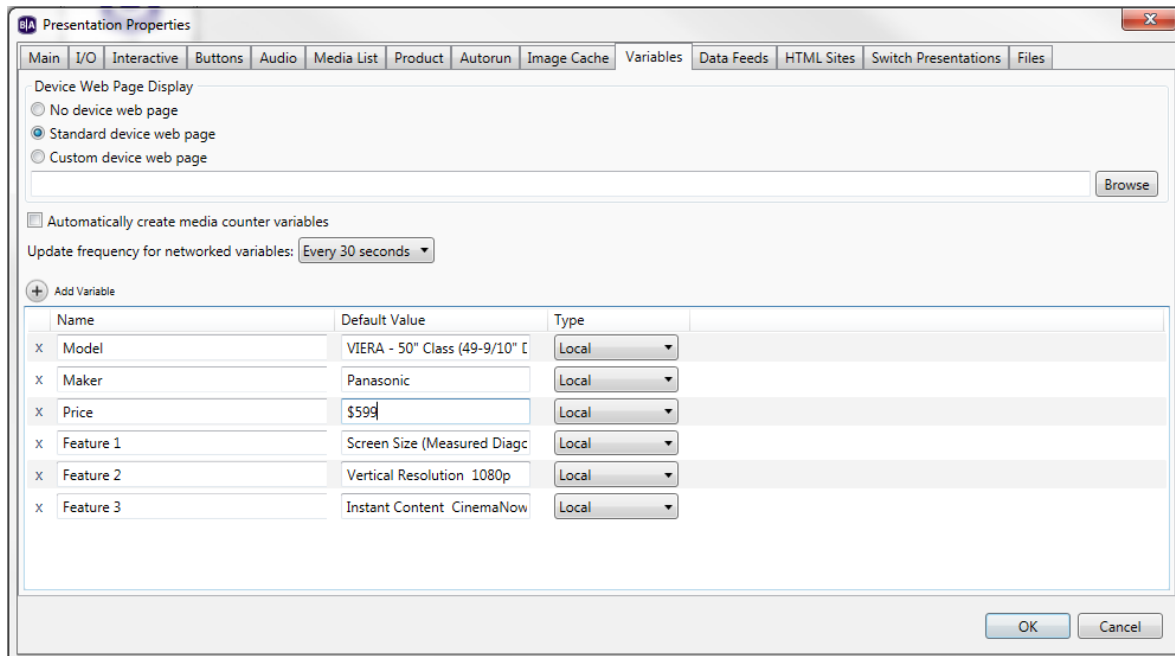 B|A Presentation Properties
Main I/O Interactive Buttons Audio Media List Product Autorun Image Cache Variables Data Feeds HTML Sites Switch Presentations Files
Device Web Page Display
No device web page
Standard device web page
Custom device web page
Browse
Automatically create media counter variables
Update frequency for networked variables: Every 30 seconds
+ Add Variable
Name Default Value Type
x Model VIERA - 50" Class (49-9/10" D Local
x Maker Panasonic Local
x Price $599 Local
x Feature 1 Screen Size (Measured Diagc Local
x Feature 2 Vertical Resolution 1080p Local
x Feature 3 Instant Content CinemaNow Local
OK Cancel